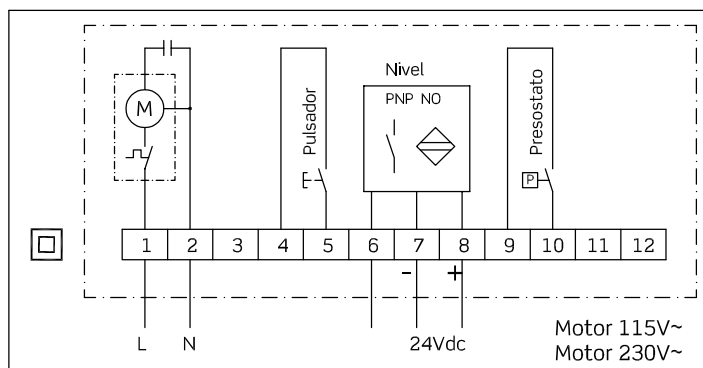 Nivel
PNP NO
M
Pulsador
Presostato
P
1 2 3 4 5 6 7 8 9 10 11 12
- +
L N 24Vdc
Motor 115V~
Motor 230V~